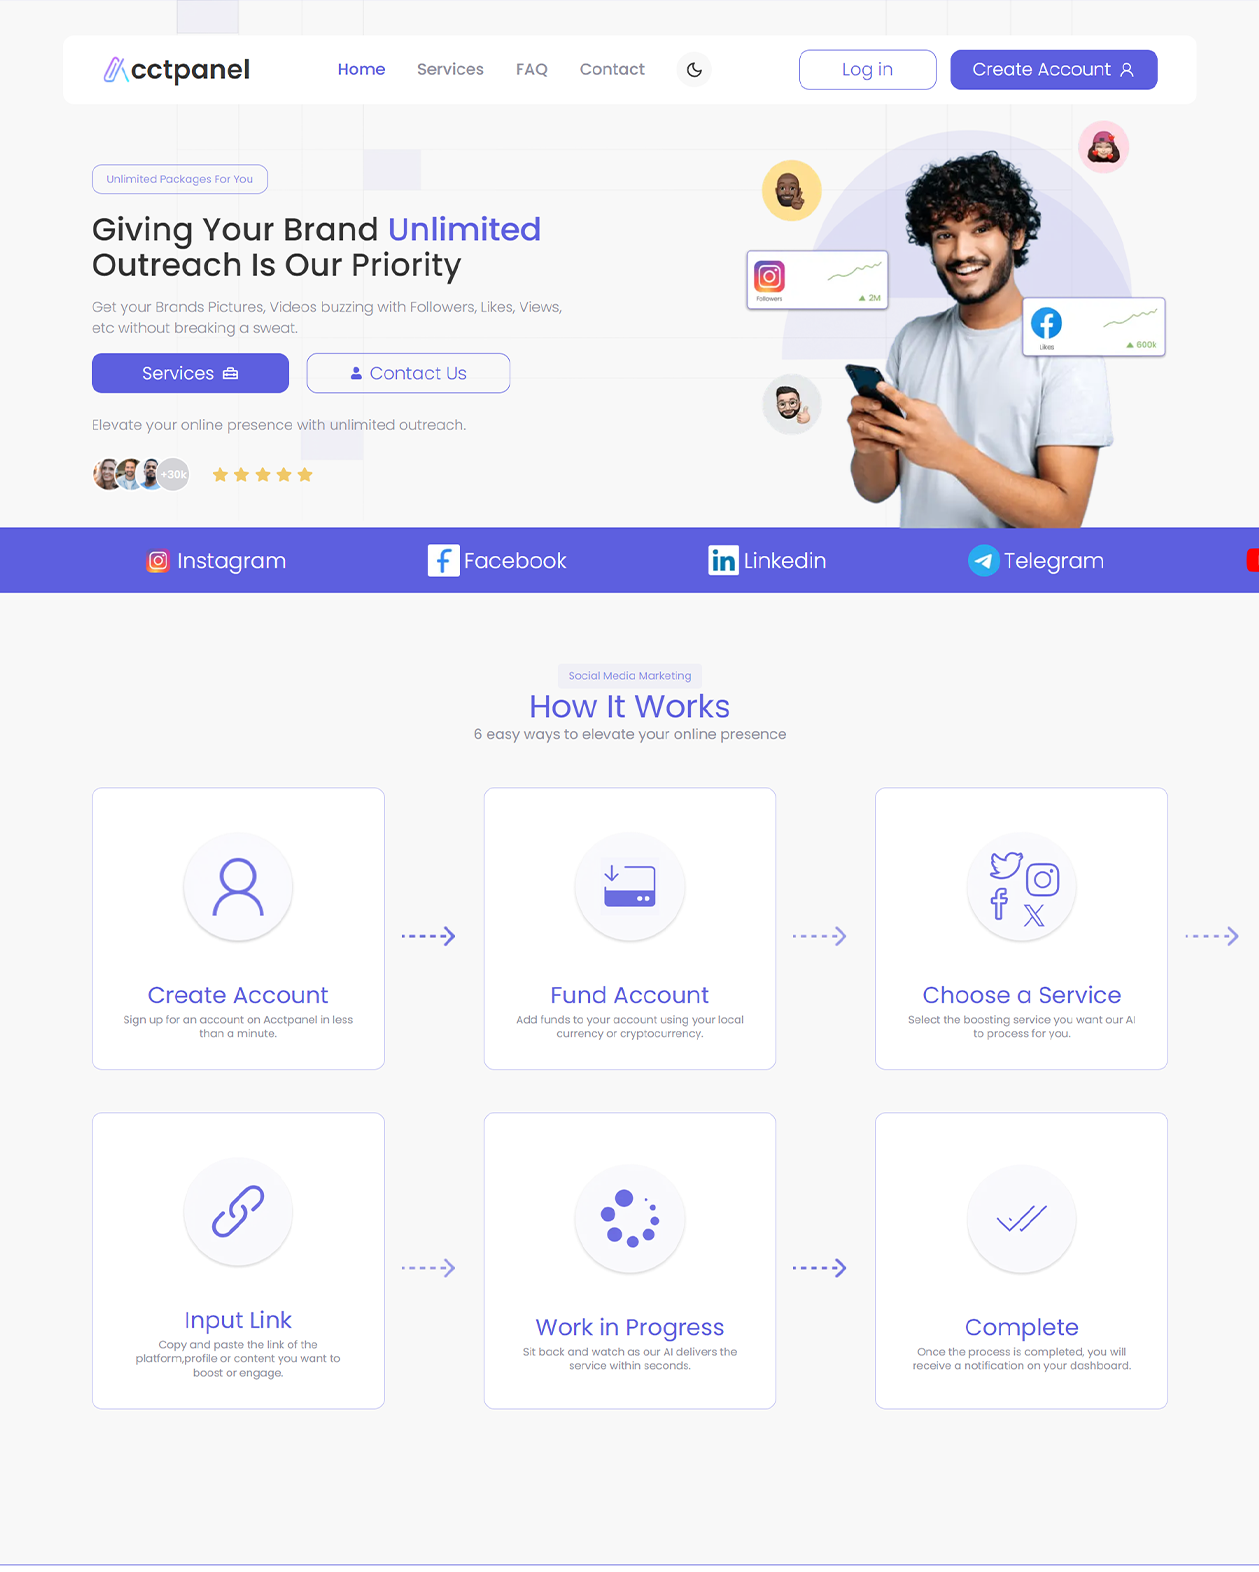 Acctpanel
Home
Services
FAQ
Contact
Log in
Create Account
Unlimited Packages For You
Giving Your Brand Unlimited
Outreach Is Our Priority
Get your Brands Pictures, Videos buzzing with Followers, Likes, Views,
etc without breaking a sweat.
Services
Contact Us
Elevate your online presence with unlimited outreach.
+30k
Followers
2M
Likes
600k
Instagram
Facebook
Linkedin
Telegram
Social Media Marketing
How It Works
6 easy ways to elevate your online presence
Create Account
Sign up for an account on Acctpanel in less
than a minute.
Fund Account
Add funds to your account using your local
currency or cryptocurrency.
Choose a Service
Select the boosting service you want our AI
to process for you.
Input Link
Copy and paste the link of the
platform,profile or content you want to
boost or engage.
Work in Progress
Sit back and watch as our AI delivers the
service within seconds.
Complete
Once the process is completed, you will
receive a notification on your dashboard.